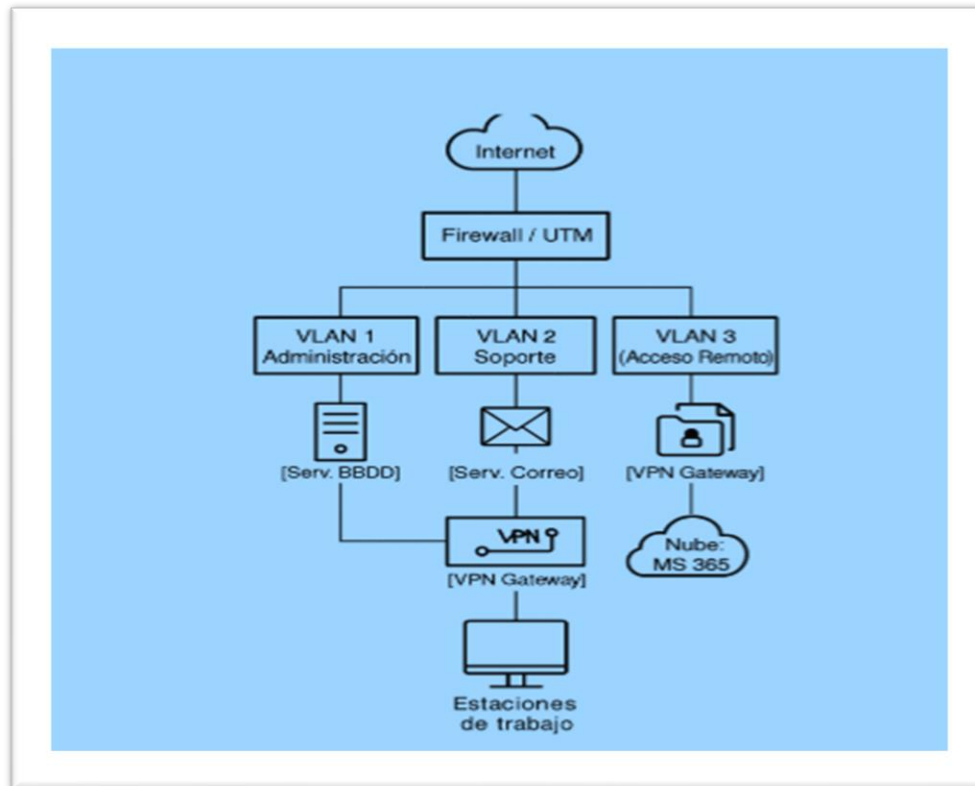 Internet
Firewall / UTM
VLAN 1
Administración
VLAN 2
Soporte
VLAN 3
(Acceso Remoto)
[Serv. BBDD]
[Serv. Correo]
[VPN Gateway]
VPN
[VPN Gateway]
Nube:
MS 365
Estaciones
de trabajo